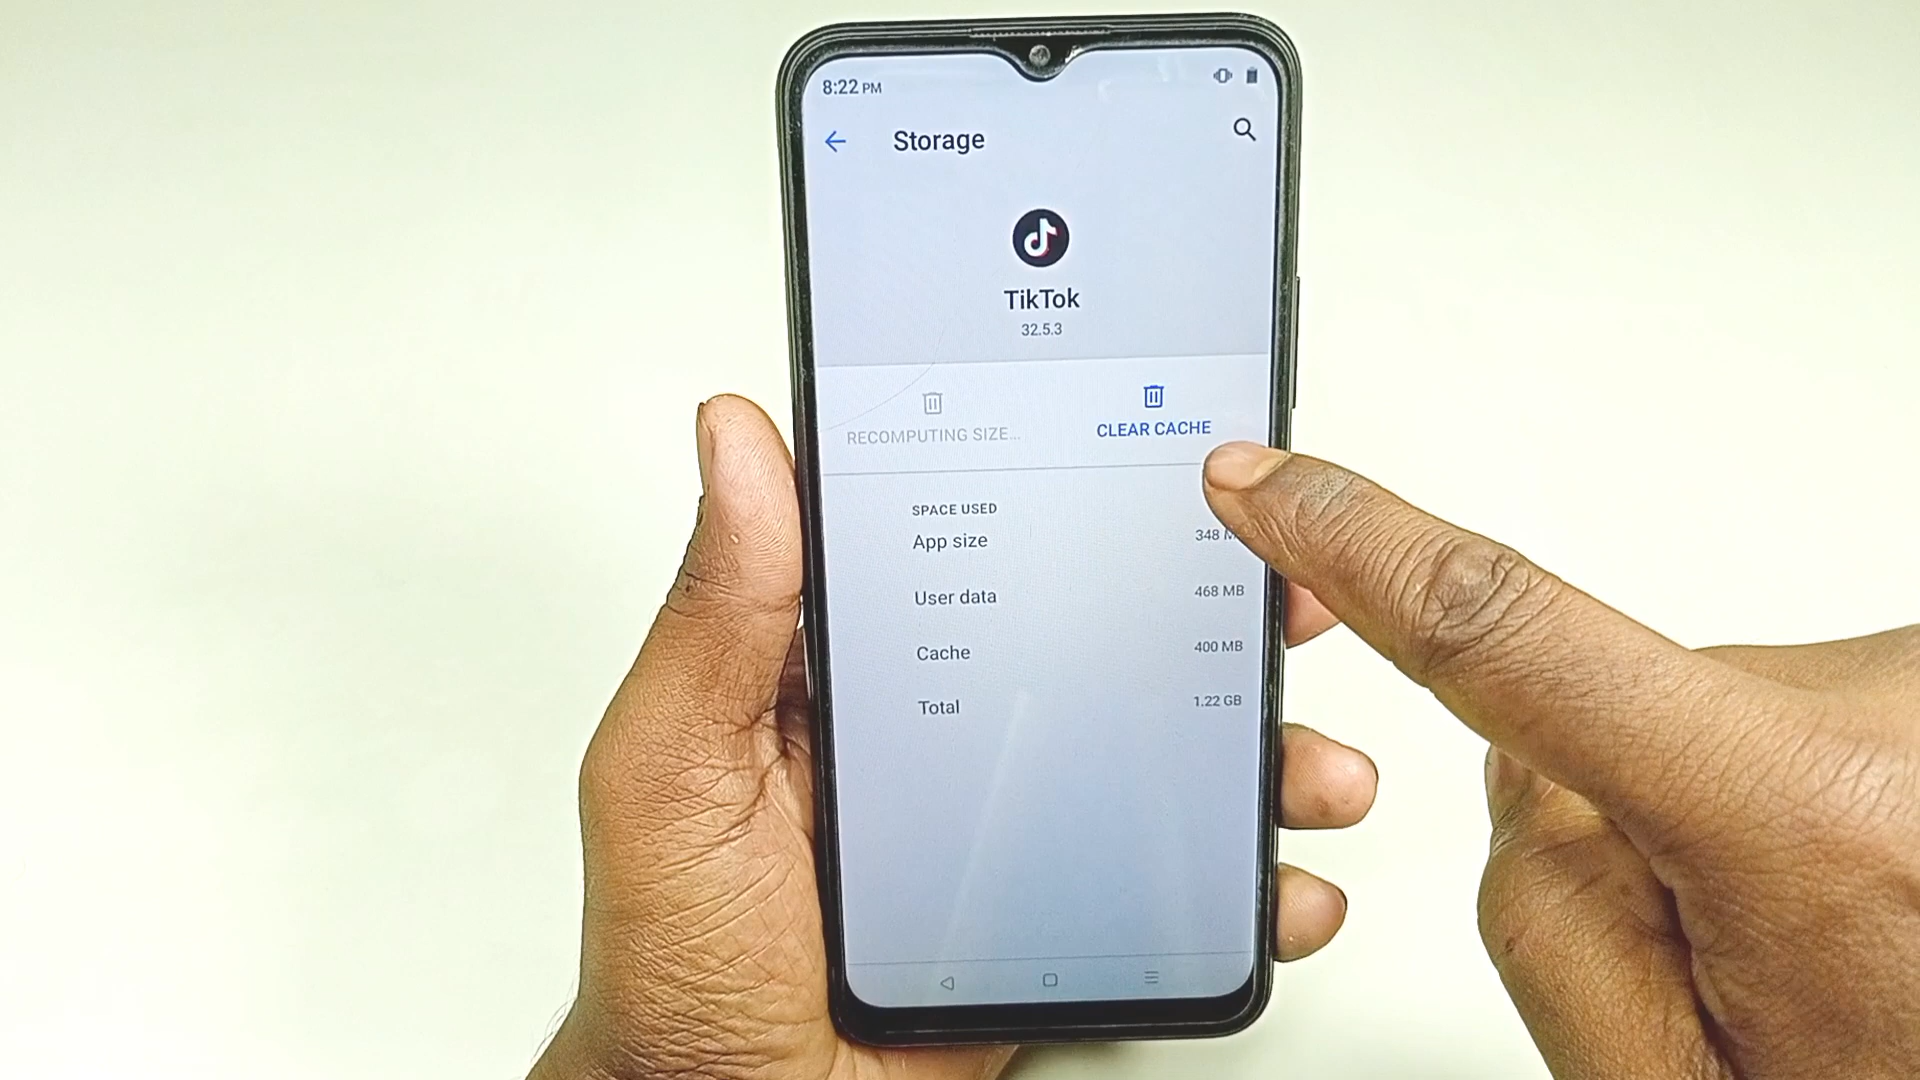 8:22 PM
Storage
TikTok
32.5.3
RECOMPUTING SIZE...
CLEAR CACHE
SPACE USED
App size 348
User data 468 MB
Cache 400 MB
Total 1.22 GB